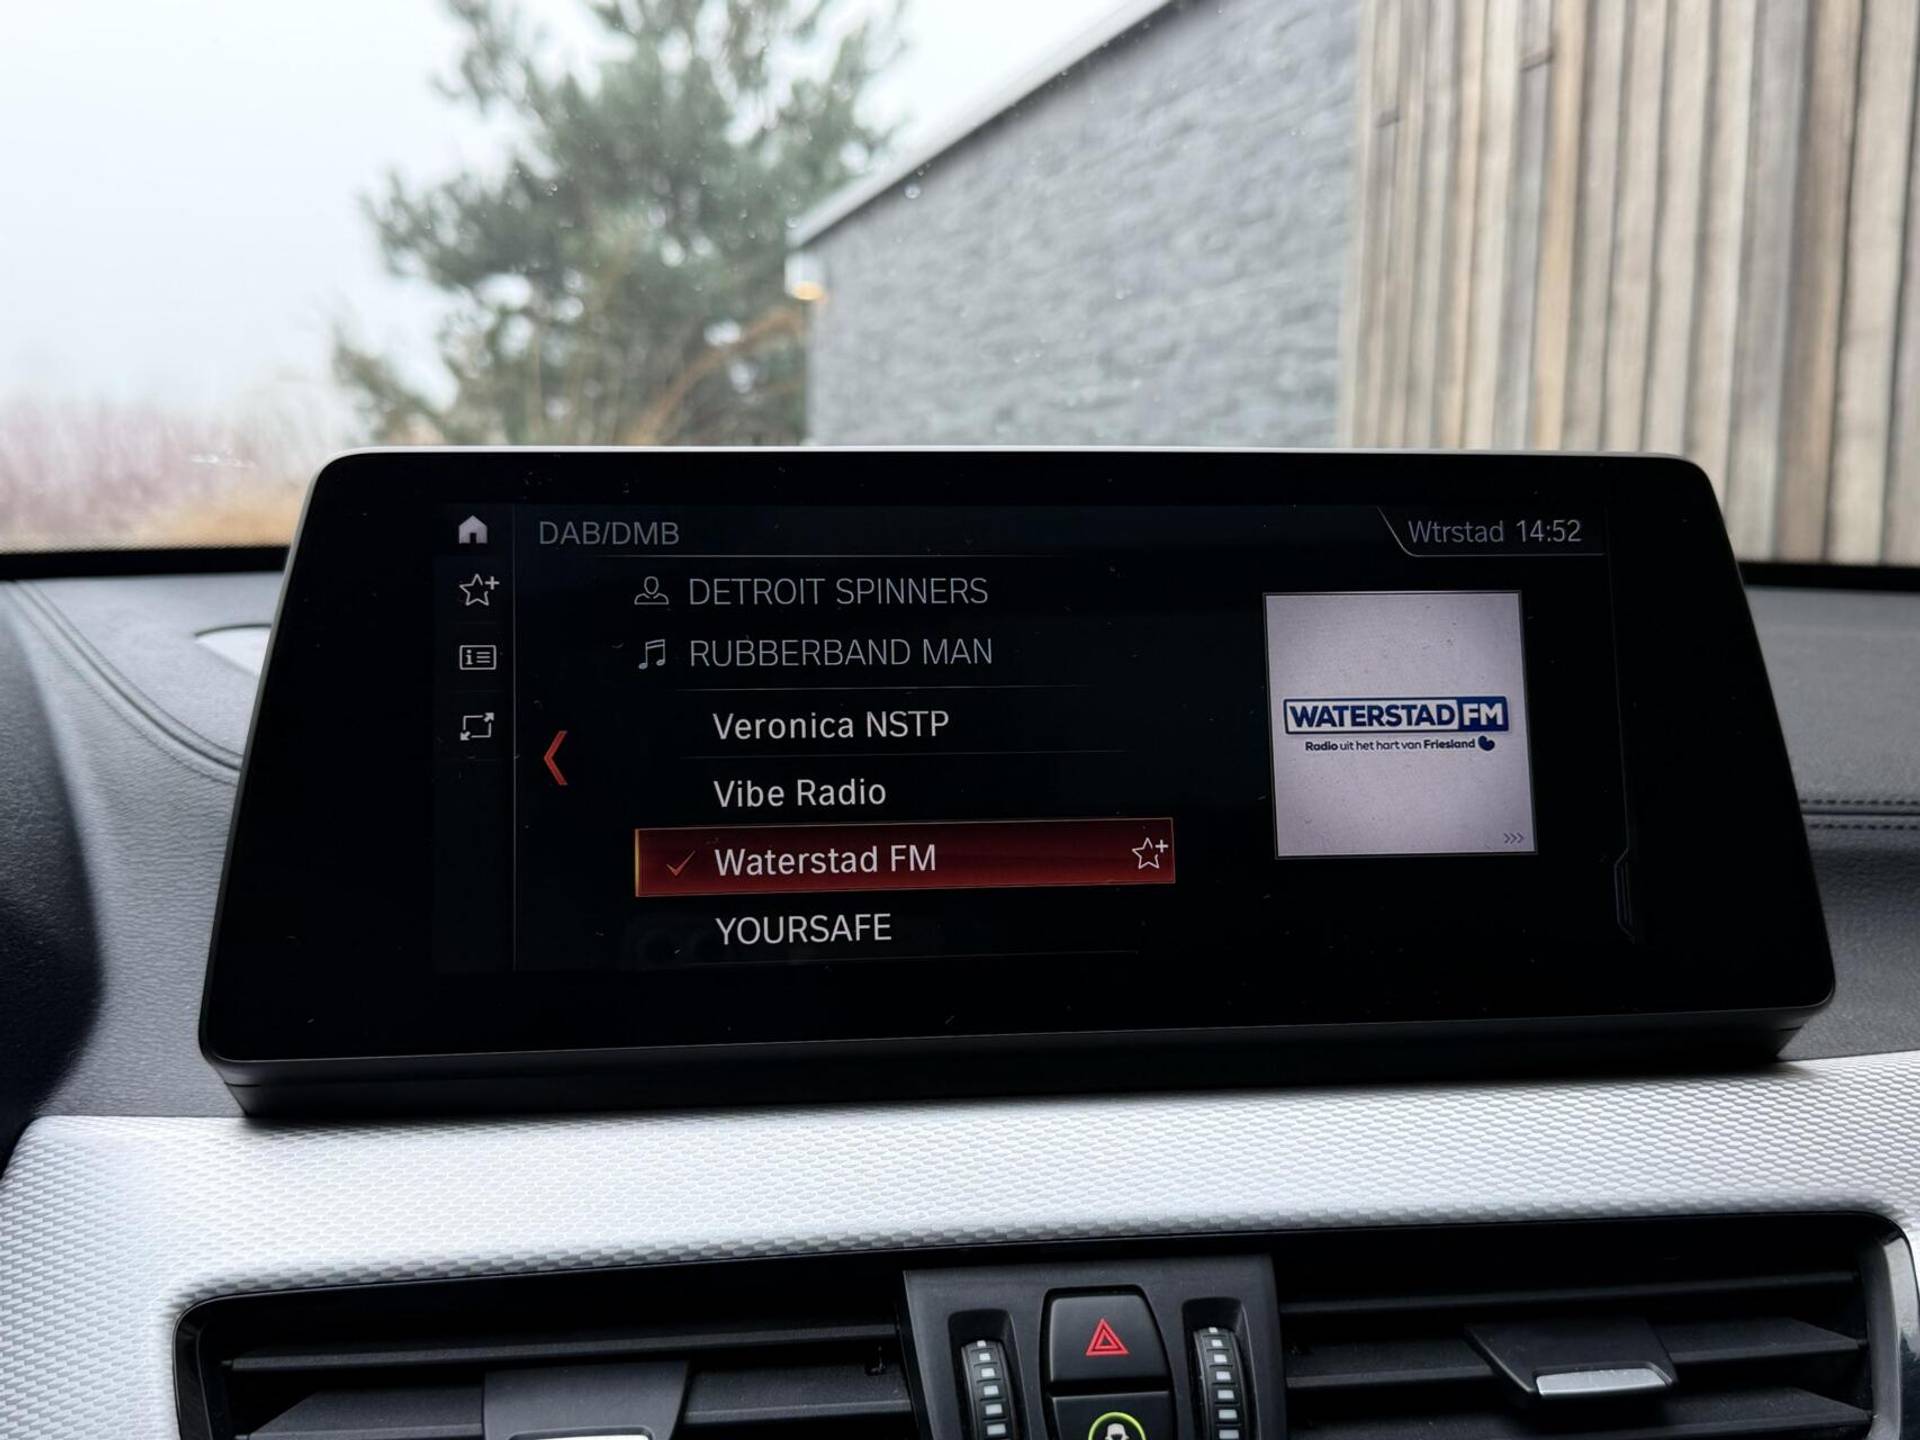 DAB/DMB
Wtrstad 14:52
DETROIT SPINNERS
RUBBERBAND MAN
Veronica NSTP
Vibe Radio
Waterstad FM
YOURSAFE
WATERSTAD FM
Radio uit het hart van Friesland